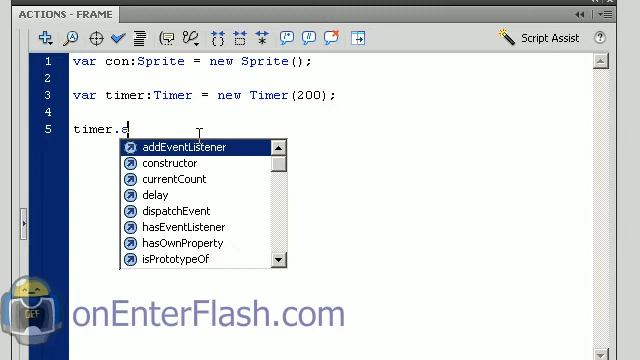 ACTIONS - FRAME
Script Assist
1 var con:Sprite = new Sprite();
2
3 var timer:Timer = new Timer(200);
4
5 timer.a
addEventListener
constructor
currentCount
delay
dispatchEvent
hasEventListener
hasOwnProperty
isPrototypeOf
OEF
onEnterFlash.com